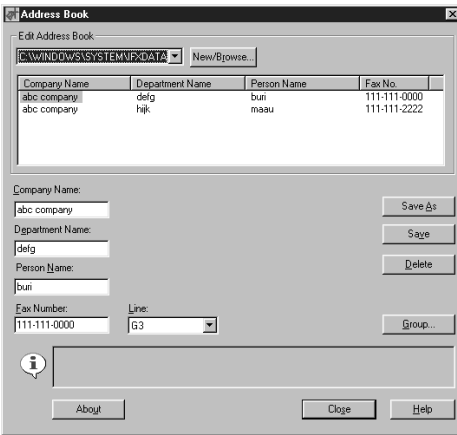 Address Book
Edit Address Book
C:\WINDOWS\SYSTEM\FXDATA New/Browse...
Company Name Department Name Person Name Fax No.
abc company defg buri 111-111-0000
abc company hijk maau 111-111-2222
Company Name:
abc company
Save As
Department Name:
defg
Save
Person Name:
buri
Delete
Fax Number: Line:
111-111-0000 G3
Group...
About Close Help